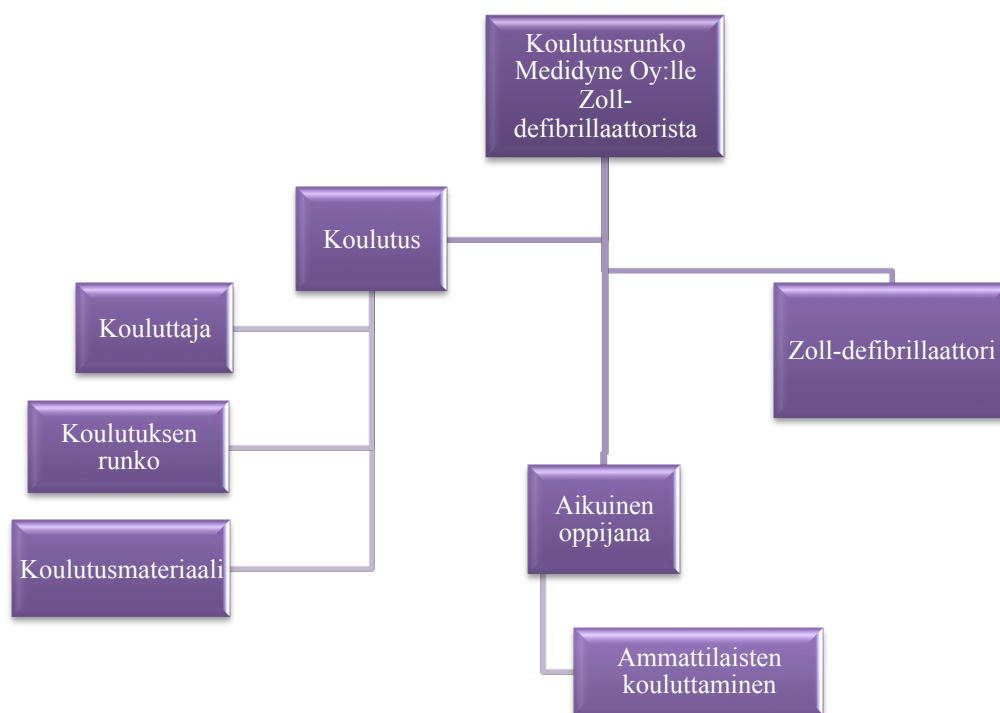 Koulutusrunko
Medidyne Oy:lle
Zoll-
defibrillaattorista
Koulutus
Kouluttaja
Koulutuksen
runko
Koulutusmateriaali
Zoll-defibrillaattori
Aikuinen
oppijana
Ammattilaisten
kouluttaminen